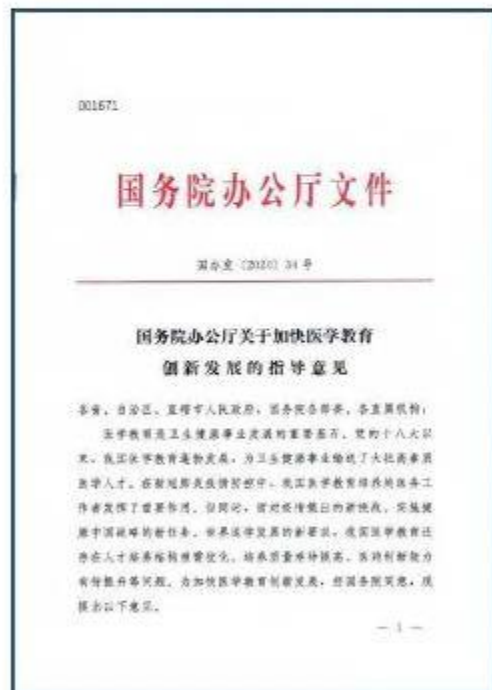 001671
国务院办公厅文件
国办发〔2020〕34号
国务院办公厅关于加快医学教育
创新发展的指导意见
各省、自治区、直辖市人民政府，国务院各部委、各直属机构：
医学教育是卫生健康事业发展的重要基石。党的十八大以
来，我国医学教育蓬勃发展，为卫生健康事业输送了大批高素质
医学人才。在新冠肺炎疫情防控中，我国医学教育培养的医务工
作者发挥了重要作用。但同时，面对疫情提出的新挑战、实施健
康中国战略的新任务、世界医学发展的新要求，我国医学教育还
存在人才培养结构亟需优化、培养质量亟待提高、医药创新能力
有待提升等问题。为加快医学教育创新发展，经国务院同意，现
提出以下意见。
— 1 —